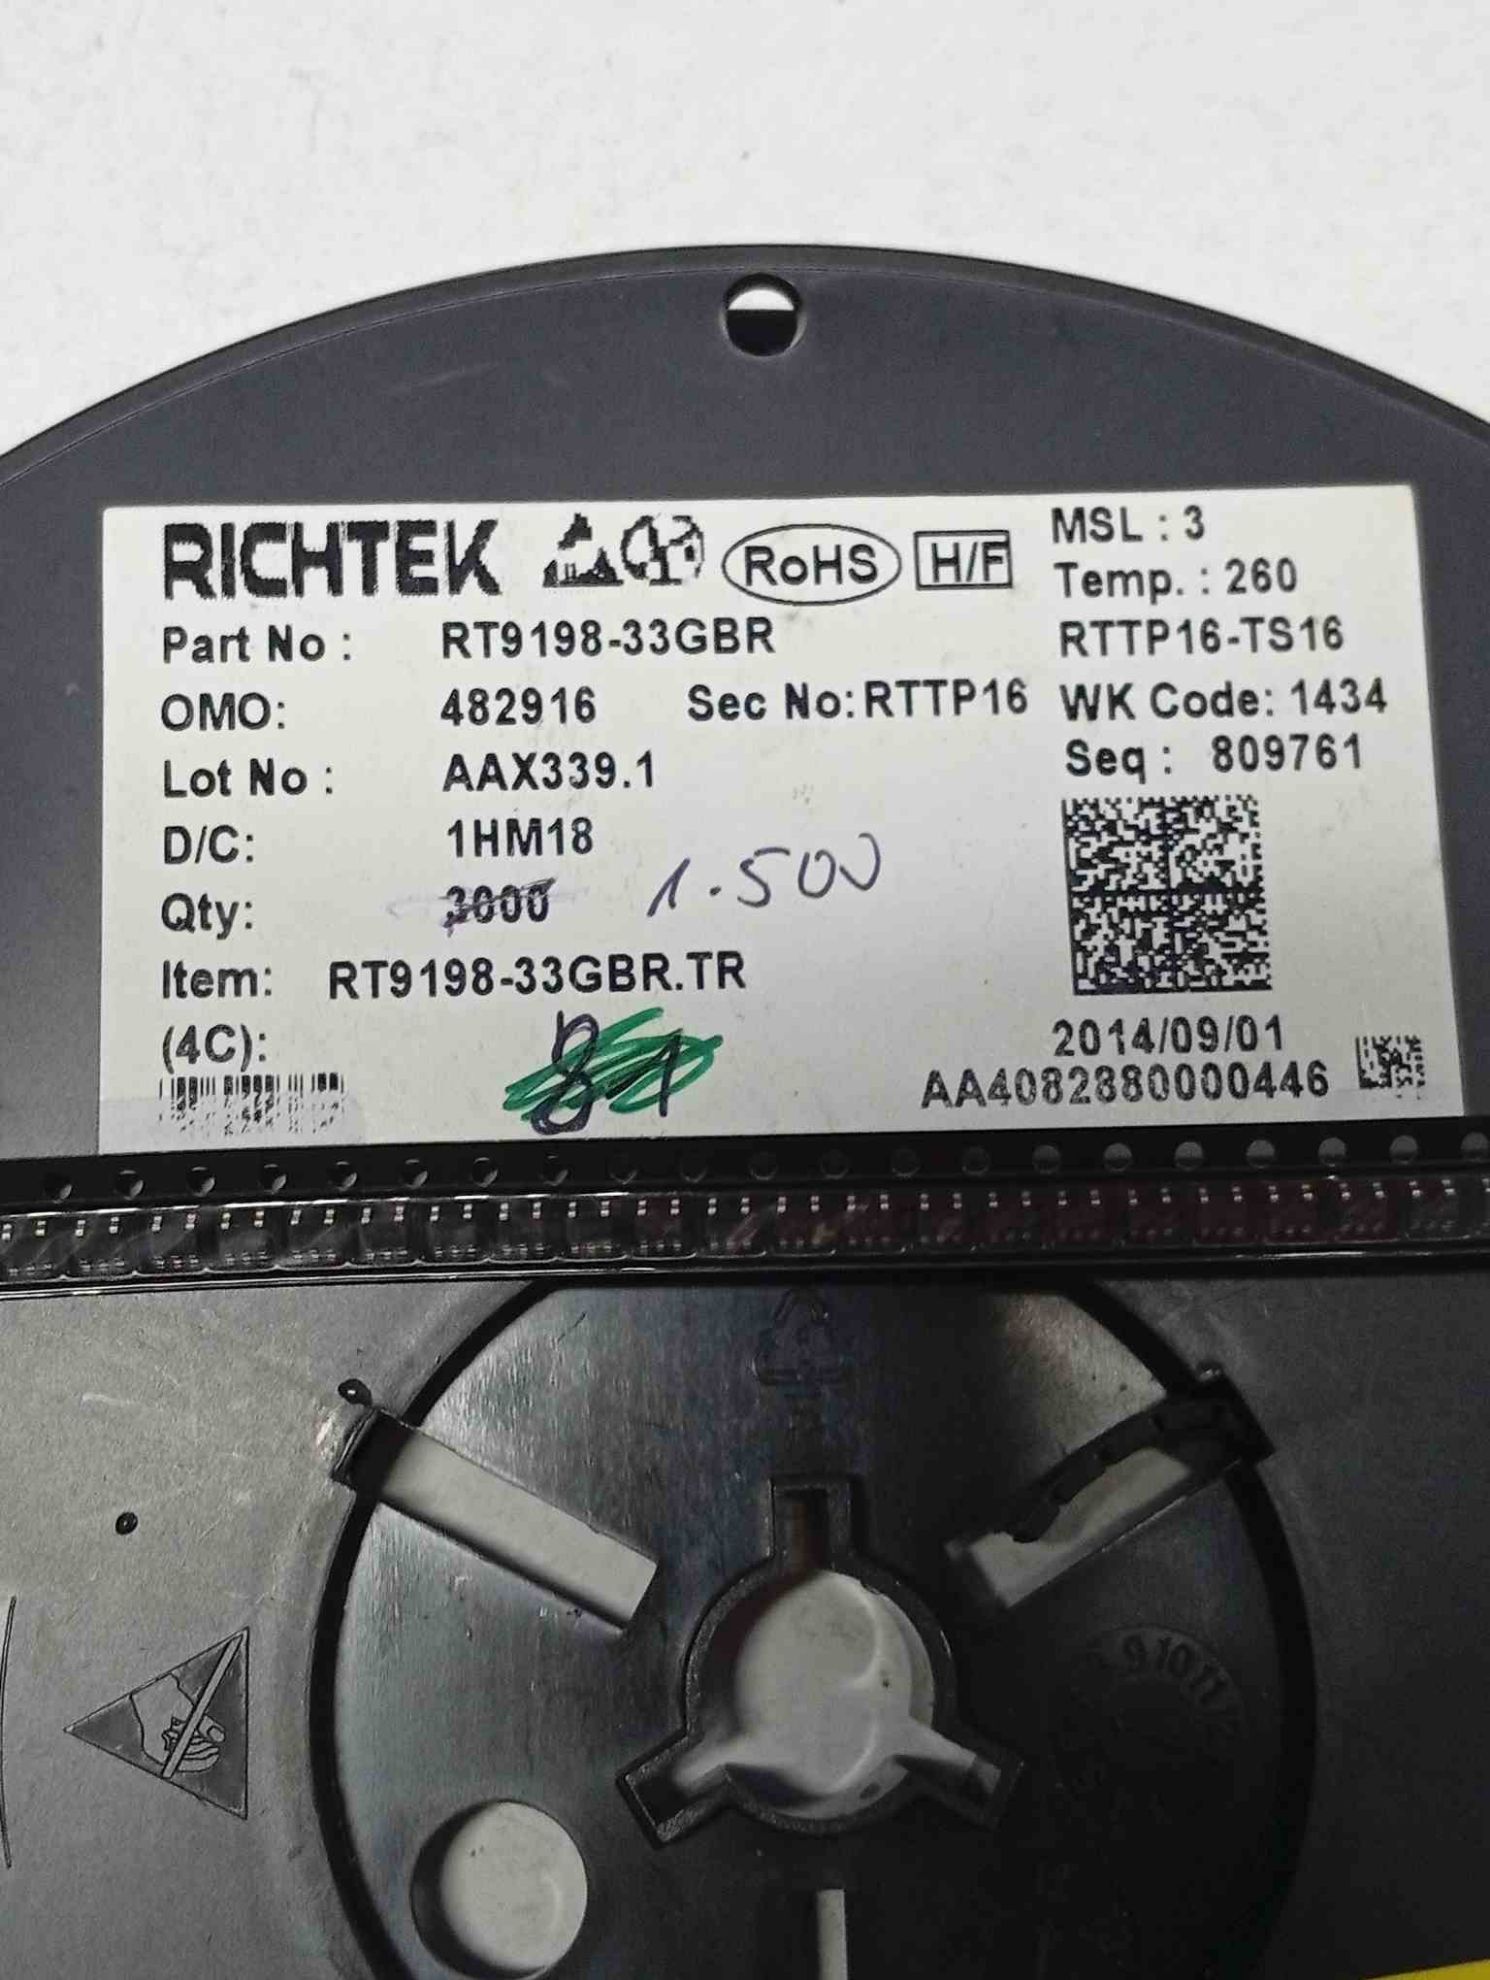 RICHTEK RoHS H/F MSL : 3
Temp. : 260
Part No : RT9198-33GBR RTTP16-TS16
OMO: 482916 Sec No:RTTP16 WK Code: 1434
Lot No : AAX339.1 Seq : 809761
D/C: 1HM18
Qty: 3000 1.500
Item: RT9198-33GBR.TR
(4C): 2014/09/01
AA4082880000446